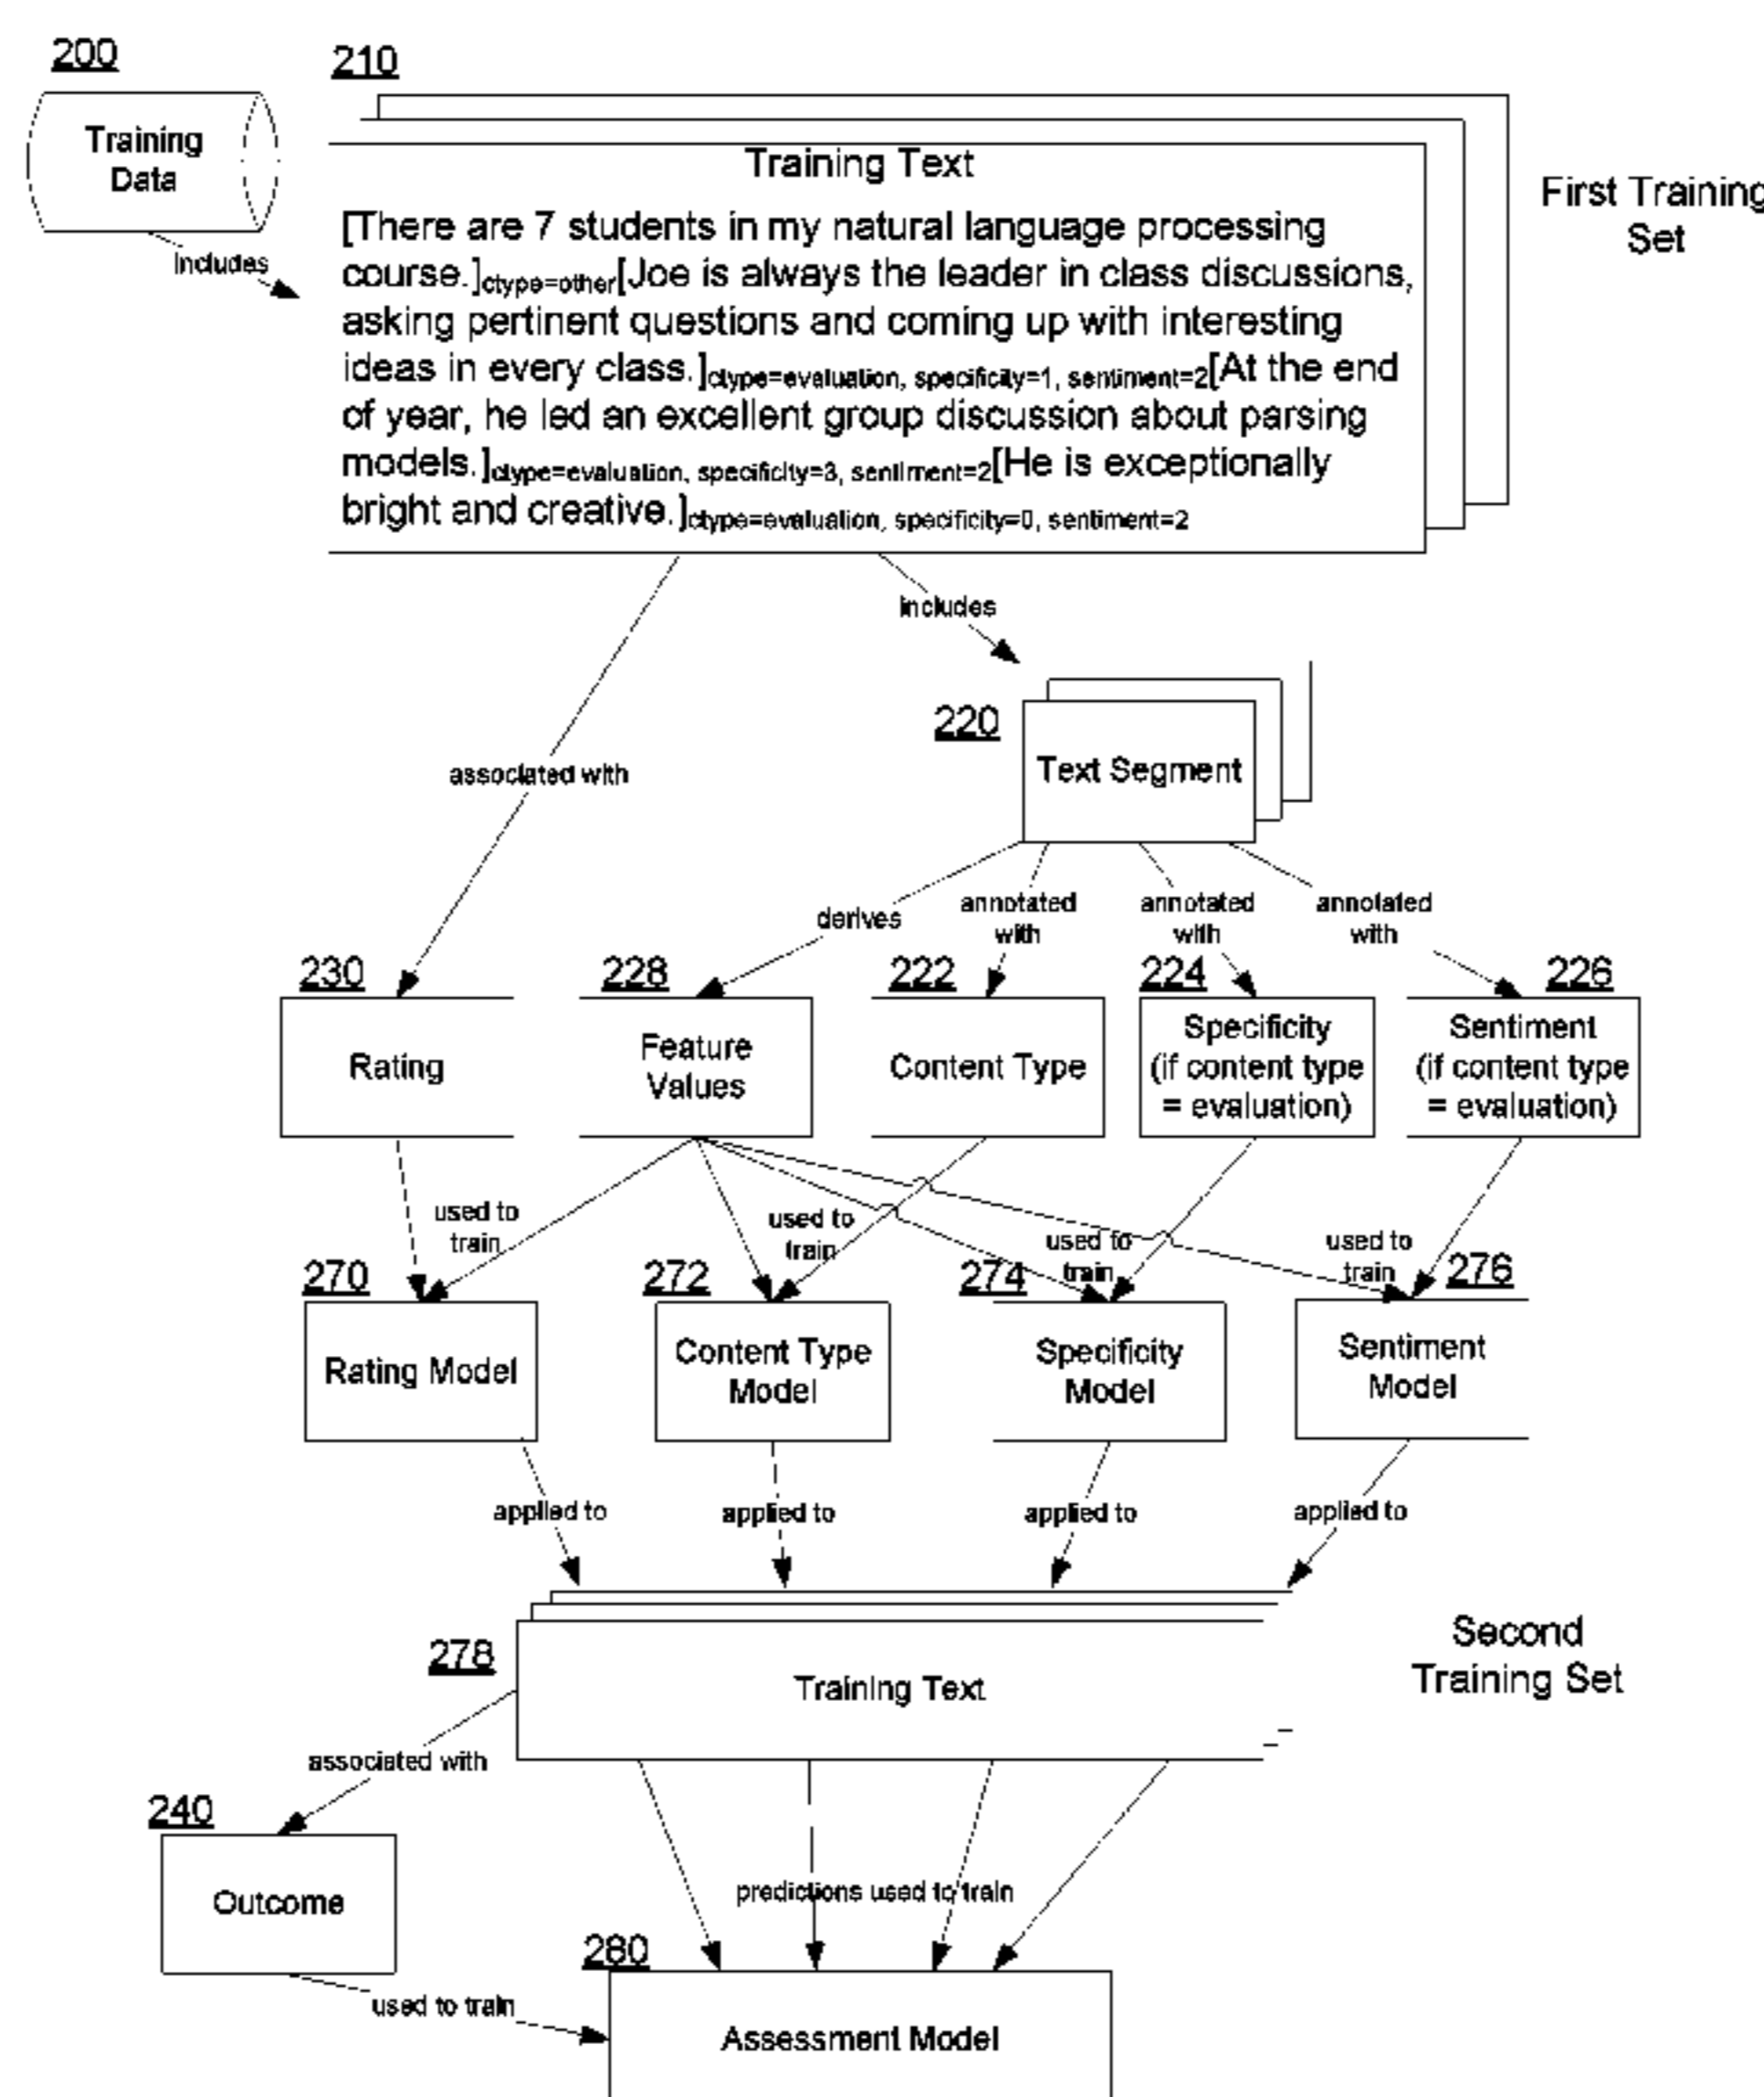 200
210
Training
Data
includes
First Training
Set
Training Text
[There are 7 students in my natural language processing
course.]ctype=other[Joe is always the leader in class discussions,
asking pertinent questions and coming up with interesting
ideas in every class.]ctype=evaluation, specificity=1, sentiment=2[At the end
of year, he led an excellent group discussion about parsing
models.]ctype=evaluation, specificity=3, sentiment=2[He is exceptionally
bright and creative.]ctype=evaluation, specificity=0, sentiment=2
includes
220
Text Segment
associated with
derives
annotated
with
annotated
with
annotated
with
230
228
222
224
226
Rating
Feature
Values
Content Type
Specificity
(if content type
= evaluation)
Sentiment
(if content type
= evaluation)
used to
train
used to
train
used to
train
used to
train
270
272
274
276
Rating Model
Content Type
Model
Specificity
Model
Sentiment
Model
applied to
applied to
applied to
applied to
278
Training Text
Second
Training Set
associated with
240
Outcome
predictions used to train
280
used to train
Assessment Model